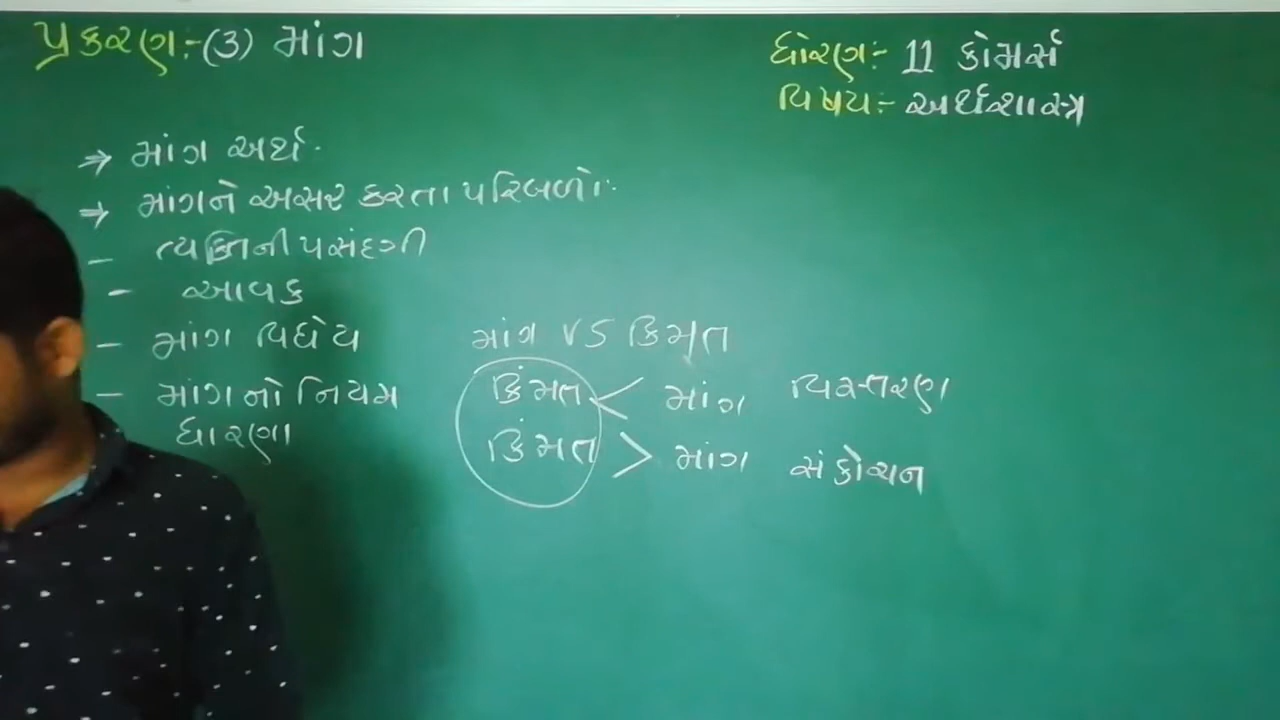 પ્રકરણ:-(3) માંગ
ધોરણ:- 11 કોમર્સ
વિષય:- અર્થશાસ્ત્ર
→ માંગ અર્થ.
→ માંગને અસર કરતા પરિબળો:
- વ્યક્તિની પસંદગી
- આવક
- માંગ વિધેય
- માંગનો નિયમ
ધારણા
માંગ VS કિંમત
કિંમત < માંગ વિસ્તરણ
કિંમત > માંગ સંકોચન